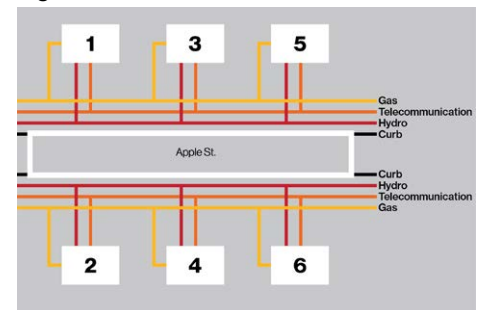 1 3 5
Gas
Telecommunication
Hydro
Curb
Apple St.
Curb
Hydro
Telecommunication
Gas
2 4 6